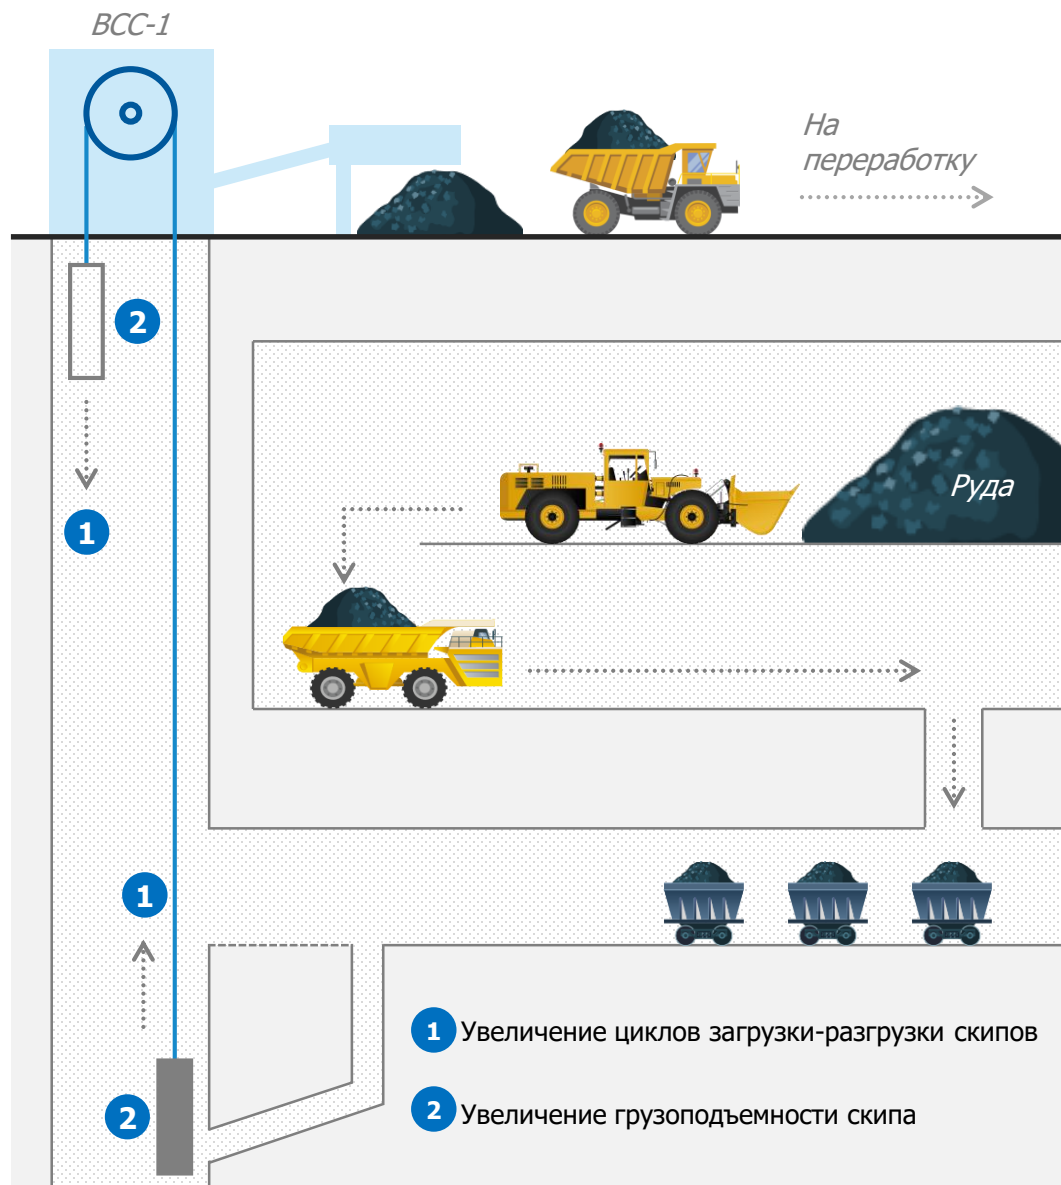 ВСС-1
На
переработку
2
1
Руда
1
1 Увеличение циклов загрузки-разгрузки скипов
2
2 Увеличение грузоподъемности скипа